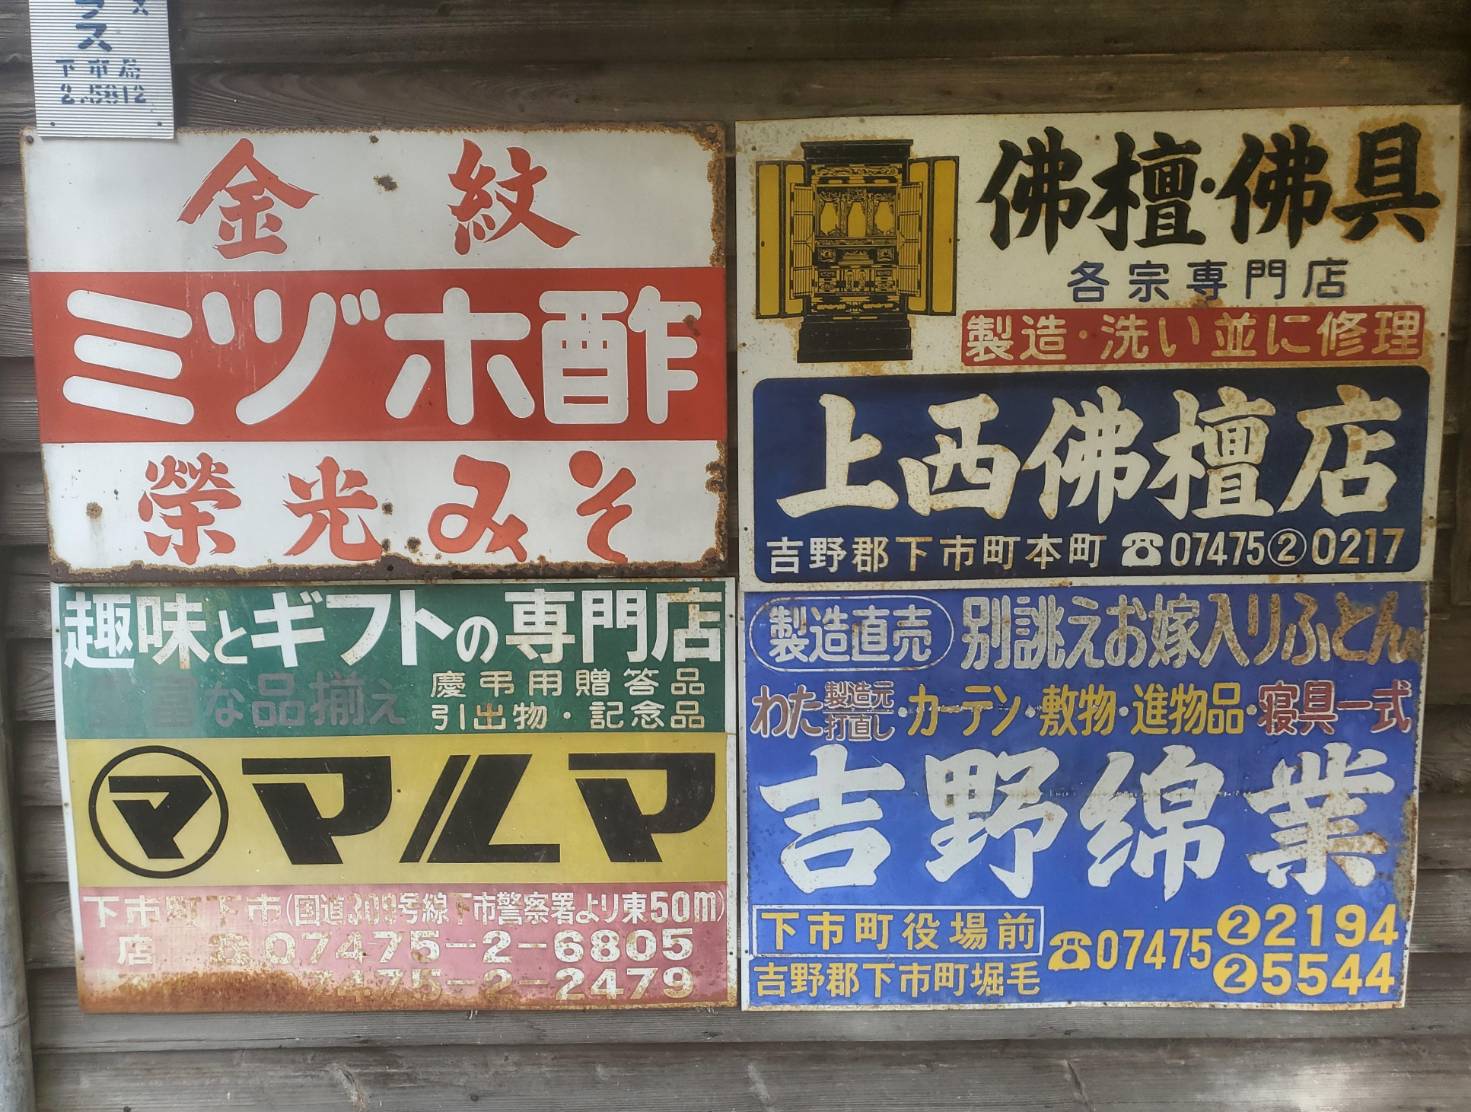 ラス
下市局
2.5812
金紋
ミヅホ酢
榮光みそ
佛檀・佛具
各宗専門店
製造・洗い並に修理
上西佛檀店
吉野郡下市町本町 ☎07475②0217
趣味とギフトの専門店
な品揃え
慶弔用贈答品
引出物・記念品
マ マルマ
下市町下市(国道309号線下市警察署より東50m)
店 ☎07475-2-6805
7475-2-2479
製造直売 別誂えお嫁入りふとん
わた製造元打直し・カーテン・敷物・進物品・寝具一式
吉野綿業
下市町役場前
吉野郡下市町堀毛
☎07475
②2194
②5544